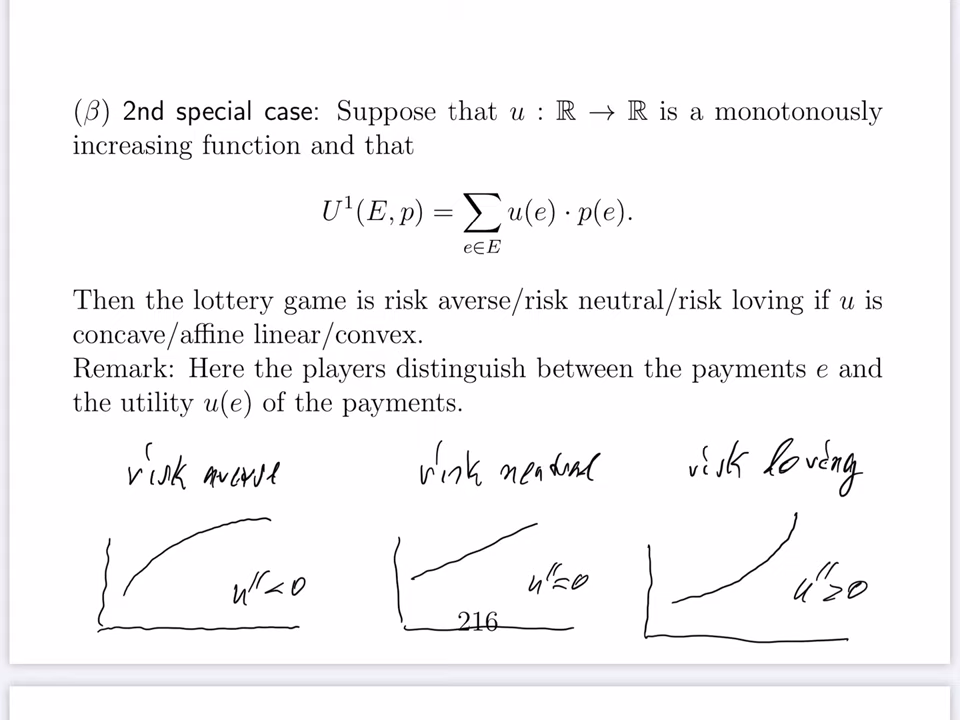 (β) 2nd special case: Suppose that u : ℝ → ℝ is a monotonously
increasing function and that
U¹(E, p) = ∑ u(e) · p(e).
e∈E
Then the lottery game is risk averse/risk neutral/risk loving if u is
concave/affine linear/convex.
Remark: Here the players distinguish between the payments e and
the utility u(e) of the payments.
risk averse risk neutral risk loving
u'' < 0 u'' = 0 u'' ≥ 0
216